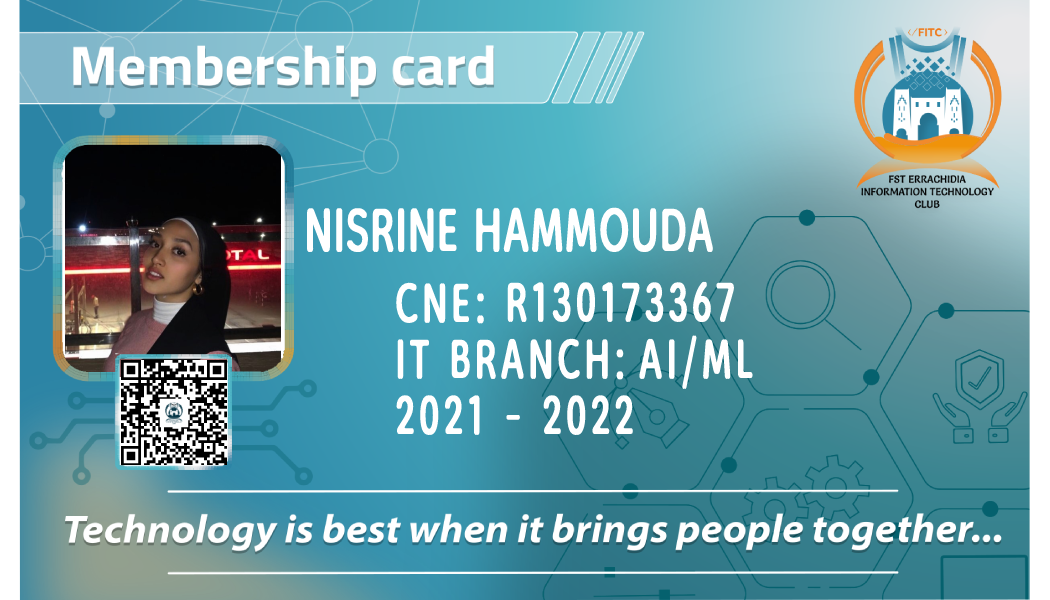 Membership card
</FITC>
FST ERRACHIDIA
INFORMATION TECHNOLOGY
CLUB
NISRINE HAMMOUDA
CNE: R130173367
IT BRANCH: AI/ML
2021 - 2022
OTAL
Technology is best when it brings people together...